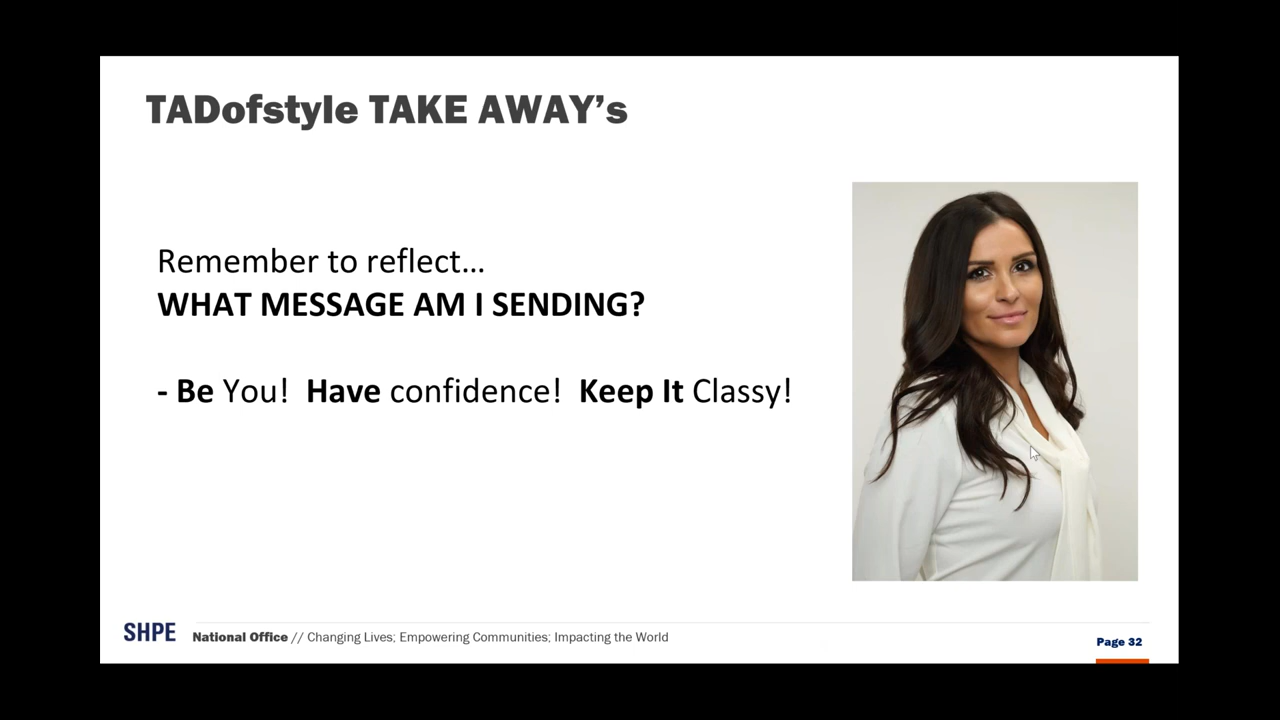 TADofstyle TAKE AWAY’s
Remember to reflect…
WHAT MESSAGE AM I SENDING?
- Be You!  Have confidence!  Keep It Classy!
SHPE National Office // Changing Lives; Empowering Communities; Impacting the World
Page 32